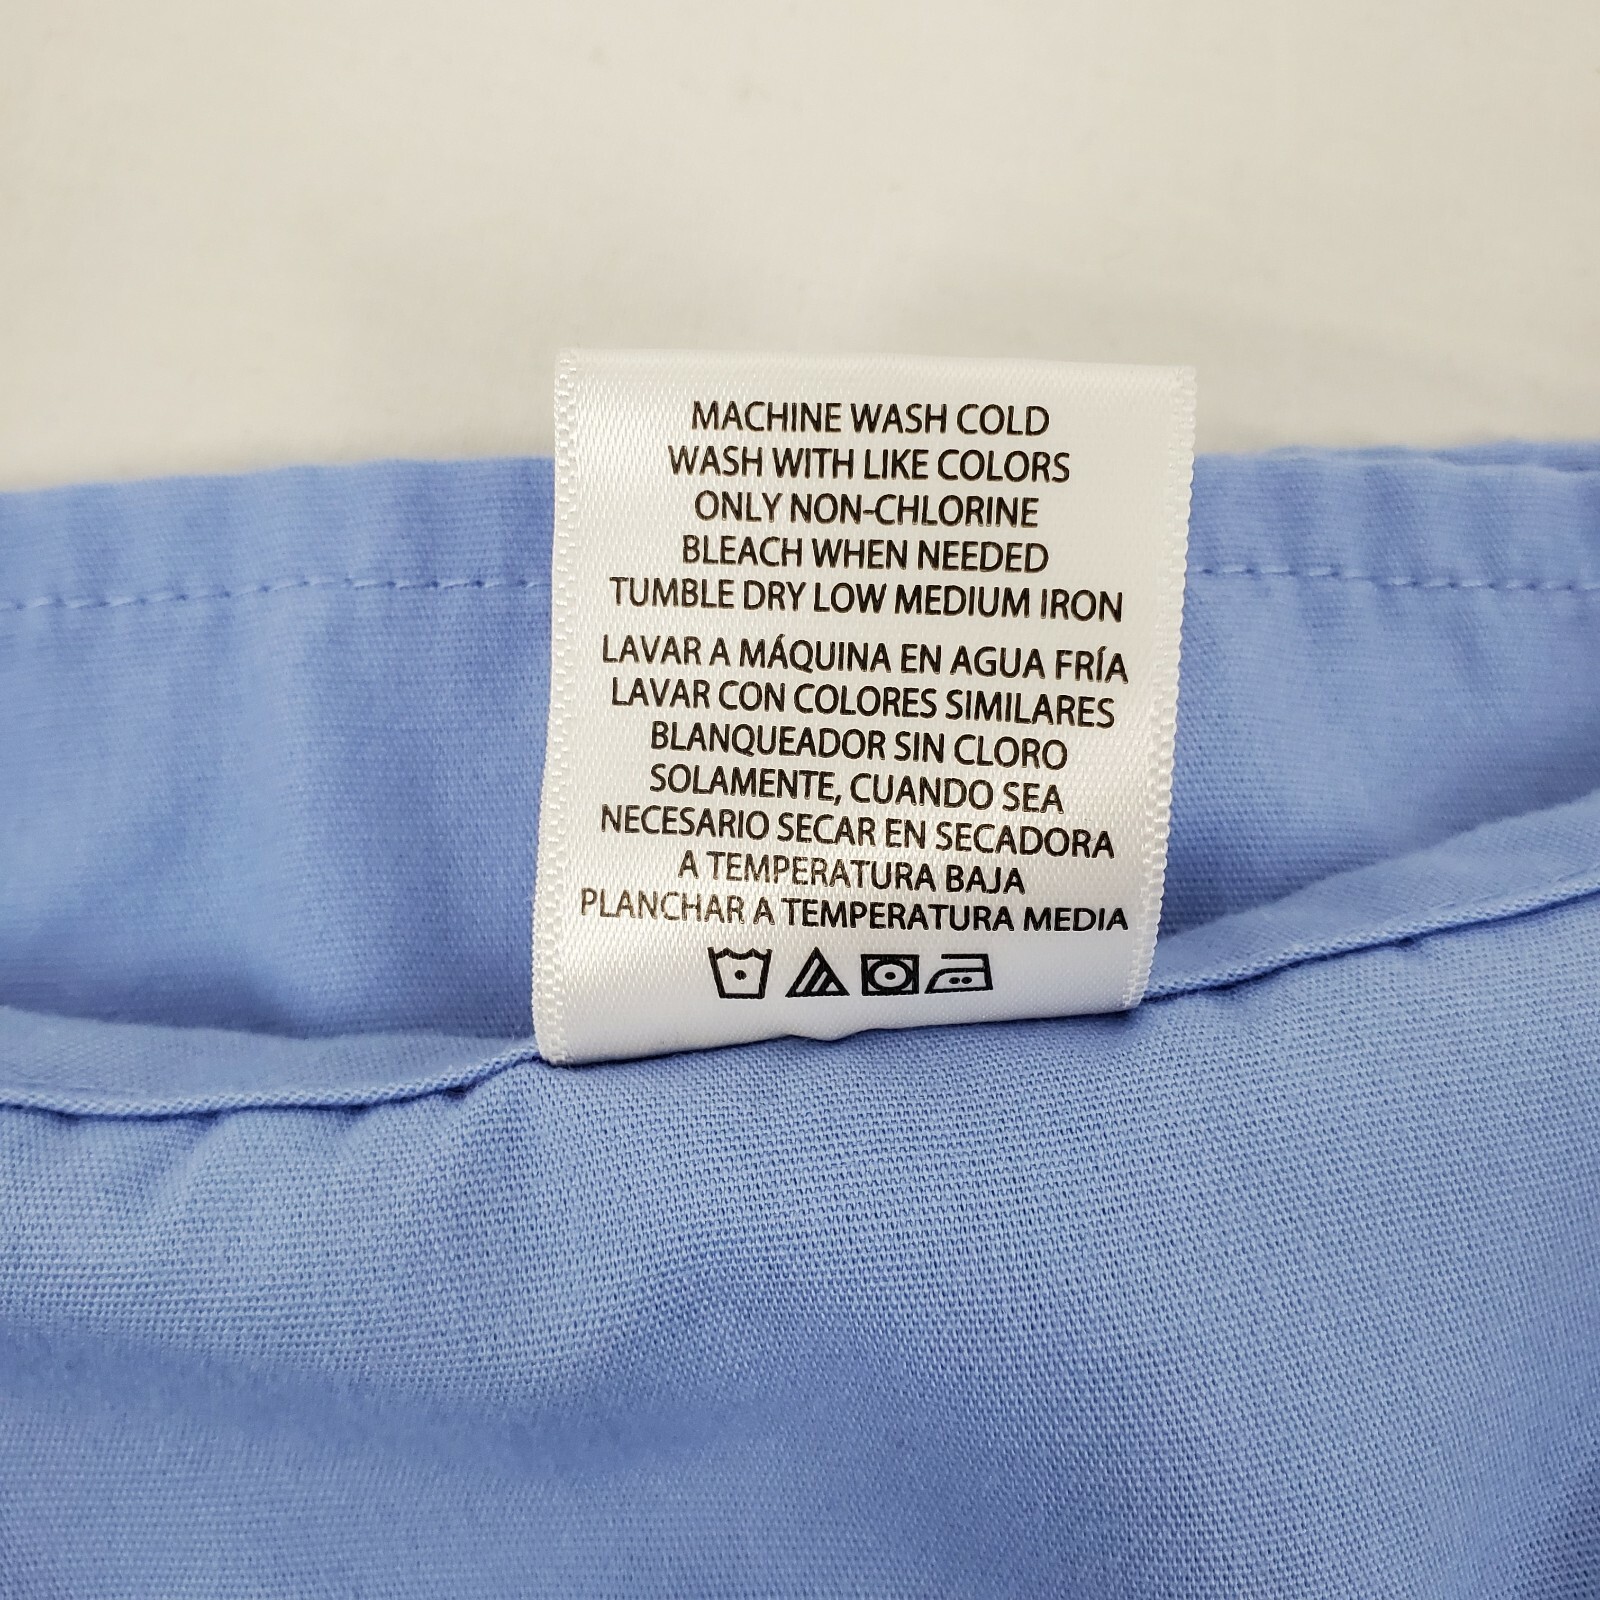 MACHINE WASH COLD
WASH WITH LIKE COLORS
ONLY NON-CHLORINE
BLEACH WHEN NEEDED
TUMBLE DRY LOW MEDIUM IRON
LAVAR A MÁQUINA EN AGUA FRÍA
LAVAR CON COLORES SIMILARES
BLANQUEADOR SIN CLORO
SOLAMENTE, CUANDO SEA
NECESARIO SECAR EN SECADORA
A TEMPERATURA BAJA
PLANCHAR A TEMPERATURA MEDIA